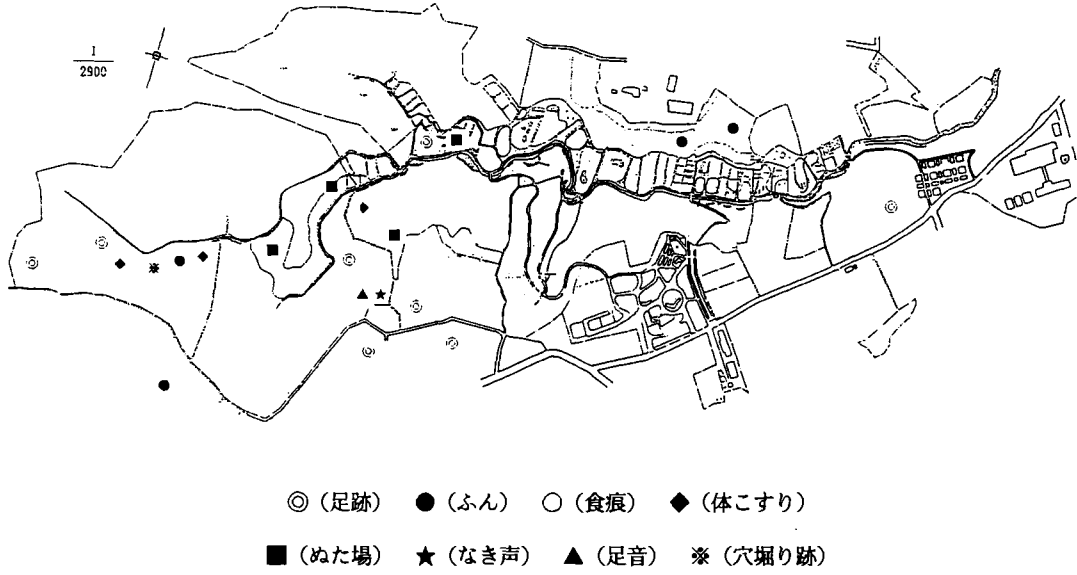 1
2900
◎（足跡） ●（ふん） ○（食痕） ◆（体こすり）
■（ぬた場） ★（なき声） ▲（足音） ※（穴堀り跡）